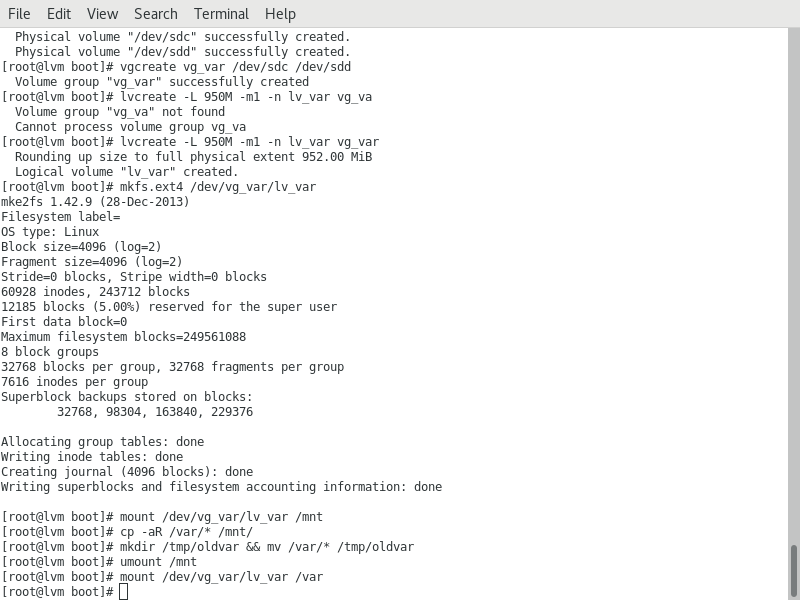 File Edit View Search Terminal Help
  Physical volume "/dev/sdc" successfully created.
  Physical volume "/dev/sdd" successfully created.
[root@lvm boot]# vgcreate vg_var /dev/sdc /dev/sdd
  Volume group "vg_var" successfully created
[root@lvm boot]# lvcreate -L 950M -m1 -n lv_var vg_va
  Volume group "vg_va" not found
  Cannot process volume group vg_va
[root@lvm boot]# lvcreate -L 950M -m1 -n lv_var vg_var
  Rounding up size to full physical extent 952.00 MiB
  Logical volume "lv_var" created.
[root@lvm boot]# mkfs.ext4 /dev/vg_var/lv_var
mke2fs 1.42.9 (28-Dec-2013)
Filesystem label=
OS type: Linux
Block size=4096 (log=2)
Fragment size=4096 (log=2)
Stride=0 blocks, Stripe width=0 blocks
60928 inodes, 243712 blocks
12185 blocks (5.00%) reserved for the super user
First data block=0
Maximum filesystem blocks=249561088
8 block groups
32768 blocks per group, 32768 fragments per group
7616 inodes per group
Superblock backups stored on blocks:
        32768, 98304, 163840, 229376

Allocating group tables: done
Writing inode tables: done
Creating journal (4096 blocks): done
Writing superblocks and filesystem accounting information: done

[root@lvm boot]# mount /dev/vg_var/lv_var /mnt
[root@lvm boot]# cp -aR /var/* /mnt/
[root@lvm boot]# mkdir /tmp/oldvar && mv /var/* /tmp/oldvar
[root@lvm boot]# umount /mnt
[root@lvm boot]# mount /dev/vg_var/lv_var /var
[root@lvm boot]#